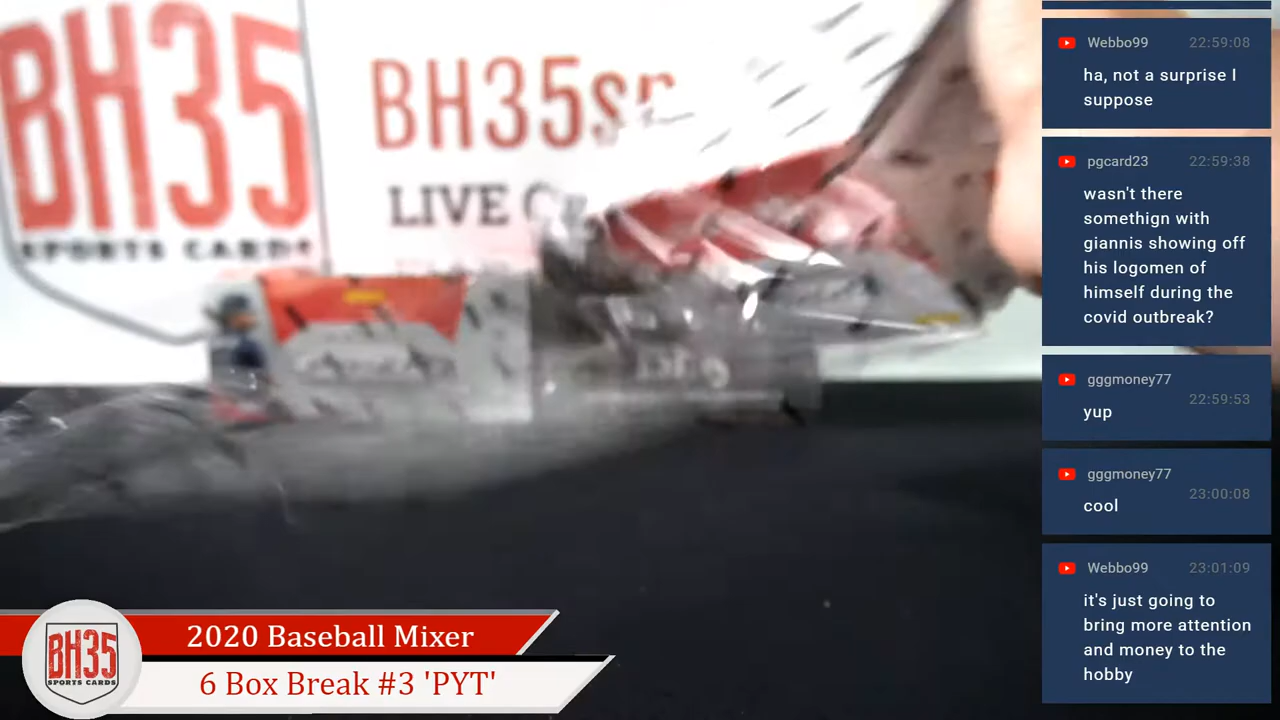 BH35
SPORTS CARDS
BH35
LIVE
Webbo99 22:59:08
ha, not a surprise I
suppose
pgcard23 22:59:38
wasn't there
somethign with
giannis showing off
his logomen of
himself during the
covid outbreak?
gggmoney77 22:59:53
yup
gggmoney77 23:00:08
cool
Webbo99 23:01:09
it's just going to
bring more attention
and money to the
hobby
BH35
SPORTS CARDS
2020 Baseball Mixer
6 Box Break #3 'PYT'